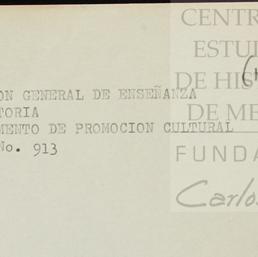 CENTR
ESTU
DE HIS
DE ME
FUNDA
Carlo
ON GENERAL DE ENSEÑANZA
TORIA
MENTO DE PROMOCION CULTURAL
No. 913